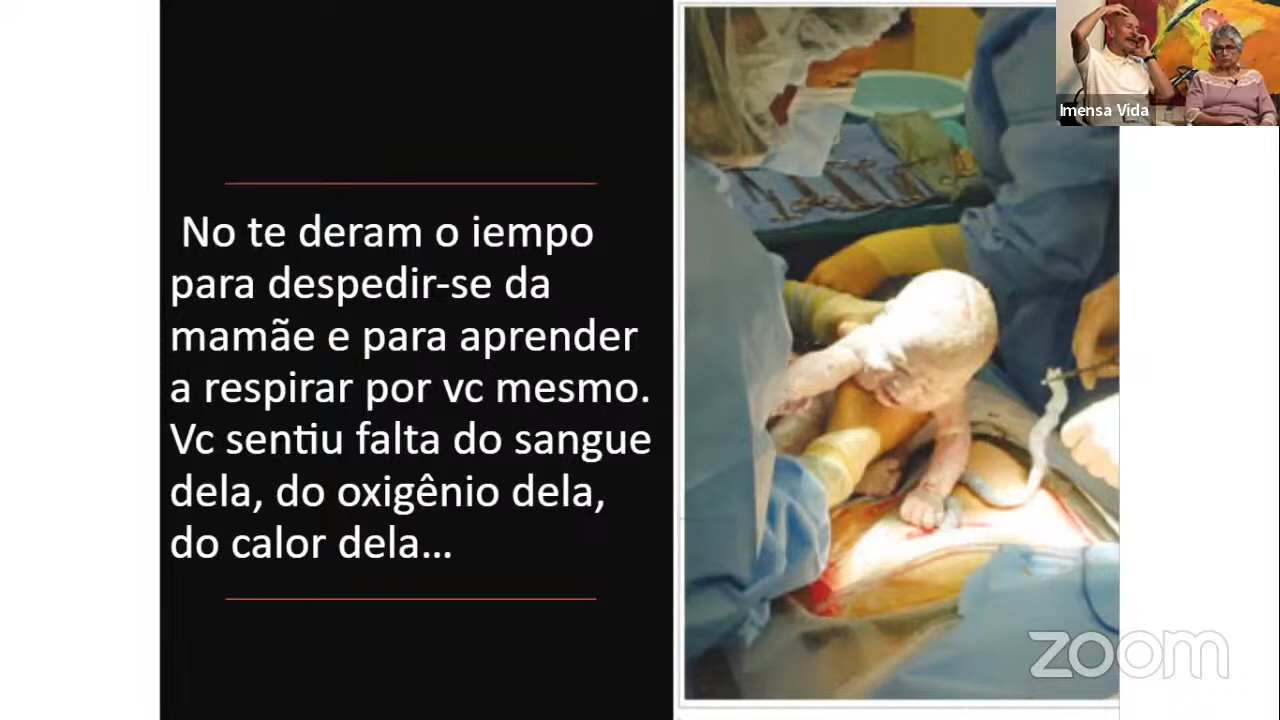 No te deram o iempo
para despedir-se da
mamãe e para aprender
a respirar por vc mesmo.
Vc sentiu falta do sangue
dela, do oxigênio dela,
do calor dela...
Imensa Vida
zoom